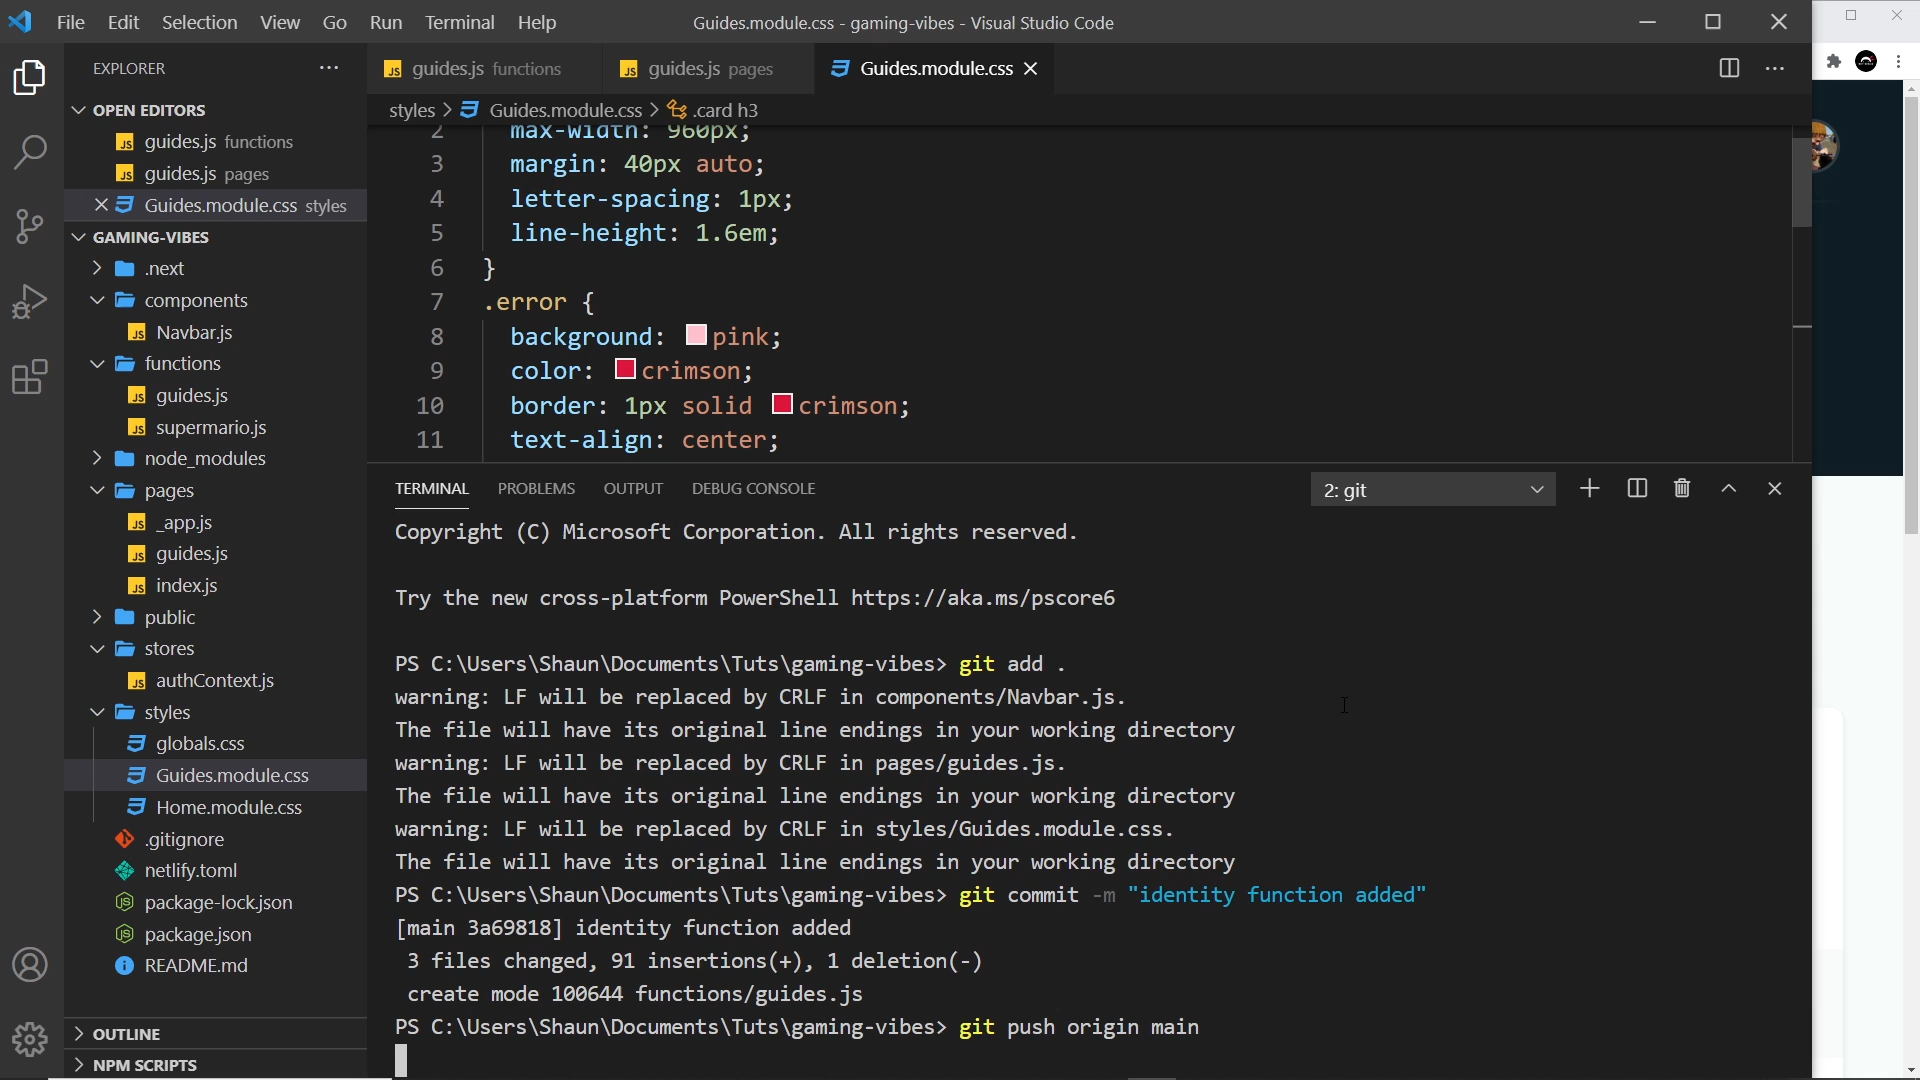 File Edit Selection View Go Run Terminal Help
Guides.module.css - gaming-vibes - Visual Studio Code
EXPLORER
OPEN EDITORS
guides.js functions
guides.js pages
Guides.module.css styles
GAMING-VIBES
.next
components
Navbar.js
functions
guides.js
supermario.js
node_modules
pages
_app.js
guides.js
index.js
public
stores
authContext.js
styles
globals.css
Guides.module.css
Home.module.css
.gitignore
netlify.toml
package-lock.json
package.json
README.md
OUTLINE
NPM SCRIPTS
guides.js functions
guides.js pages
Guides.module.css
styles > Guides.module.css > .card h3
2 max-width: 960px;
3 margin: 40px auto;
4 letter-spacing: 1px;
5 line-height: 1.6em;
6 }
7 .error {
8 background: pink;
9 color: crimson;
10 border: 1px solid crimson;
11 text-align: center;
TERMINAL PROBLEMS OUTPUT DEBUG CONSOLE
2: git
Copyright (C) Microsoft Corporation. All rights reserved.
Try the new cross-platform PowerShell https://aka.ms/pscore6
PS C:\Users\Shaun\Documents\Tuts\gaming-vibes> git add .
warning: LF will be replaced by CRLF in components/Navbar.js.
The file will have its original line endings in your working directory
warning: LF will be replaced by CRLF in pages/guides.js.
The file will have its original line endings in your working directory
warning: LF will be replaced by CRLF in styles/Guides.module.css.
The file will have its original line endings in your working directory
PS C:\Users\Shaun\Documents\Tuts\gaming-vibes> git commit -m "identity function added"
[main 3a69818] identity function added
3 files changed, 91 insertions(+), 1 deletion(-)
create mode 100644 functions/guides.js
PS C:\Users\Shaun\Documents\Tuts\gaming-vibes> git push origin main